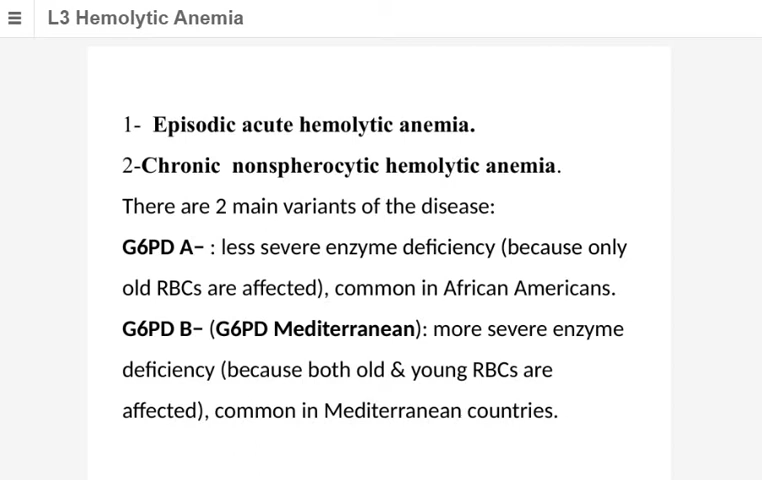 L3 Hemolytic Anemia
1- Episodic acute hemolytic anemia.
2-Chronic nonspherocytic hemolytic anemia.
There are 2 main variants of the disease:
G6PD A− : less severe enzyme deficiency (because only
old RBCs are affected), common in African Americans.
G6PD B− (G6PD Mediterranean): more severe enzyme
deficiency (because both old & young RBCs are
affected), common in Mediterranean countries.